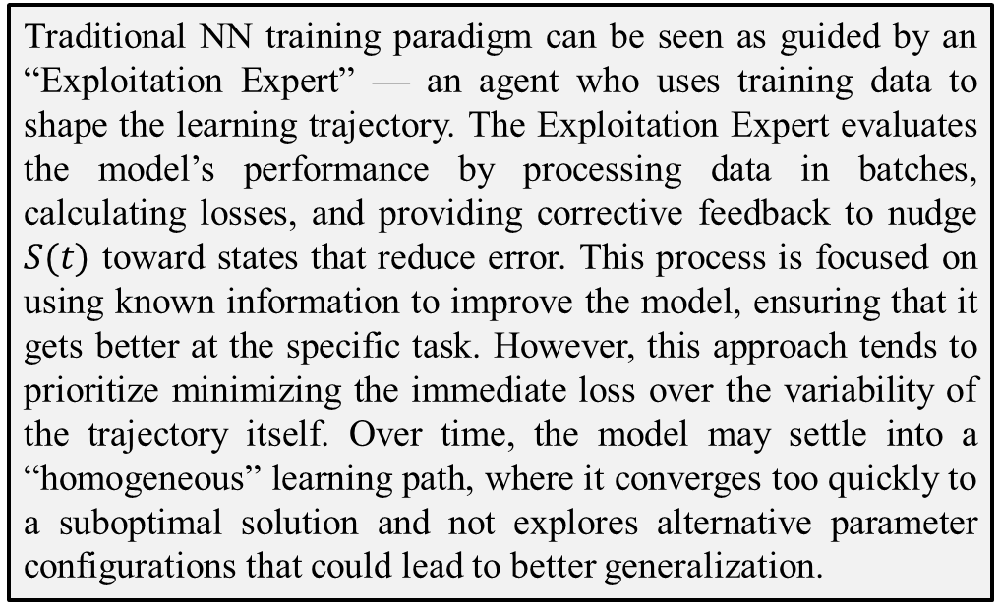 Traditional NN training paradigm can be seen as guided by an
“Exploitation Expert” — an agent who uses training data to
shape the learning trajectory. The Exploitation Expert evaluates
the model’s performance by processing data in batches,
calculating losses, and providing corrective feedback to nudge
S(t) toward states that reduce error. This process is focused on
using known information to improve the model, ensuring that it
gets better at the specific task. However, this approach tends to
prioritize minimizing the immediate loss over the variability of
the trajectory itself. Over time, the model may settle into a
“homogeneous” learning path, where it converges too quickly to
a suboptimal solution and not explores alternative parameter
configurations that could lead to better generalization.